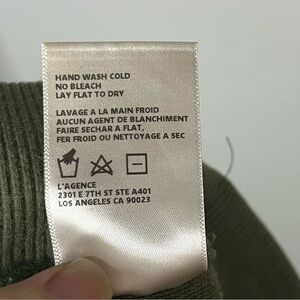 HAND WASH COLD
NO BLEACH
LAY FLAT TO DRY
LAVAGE A LA MAIN FROID
AUCUN AGENT DE BLANCHIMENT
FAIRE SECHAR A FLAT,
FER FROID OU NETTOYAGE A SEC
L'AGENCE
2301 E 7TH ST STE A401
LOS ANGELES CA 90023